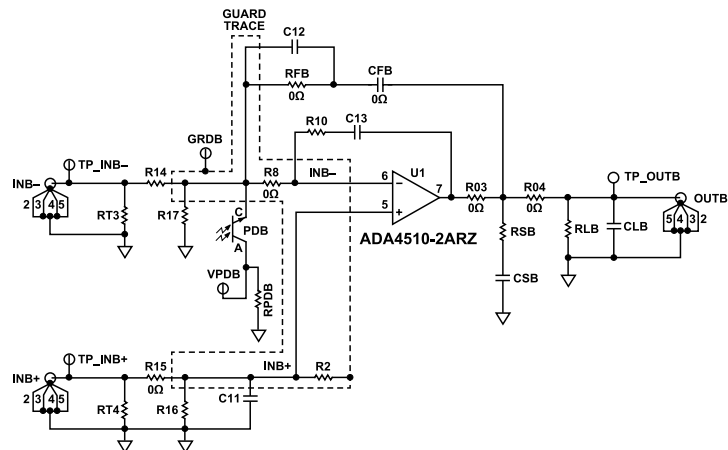 GUARD
TRACE
C12
RFB
0Ω
CFB
0Ω
R10
C13
GRDB
TP_INB–
INB–
2 3 4 5
RT3
R14
R17
R8
0Ω
INB–
6
–
5
+
U1
7
ADA4510-2ARZ
R03
0Ω
R04
0Ω
TP_OUTB
OUTB
5 4 3 2
RSB
CSB
RLB
CLB
C
PDB
A
VPDB
RPDB
TP_INB+
INB+
2 3 4 5
RT4
R15
0Ω
R16
C11
INB+
R2